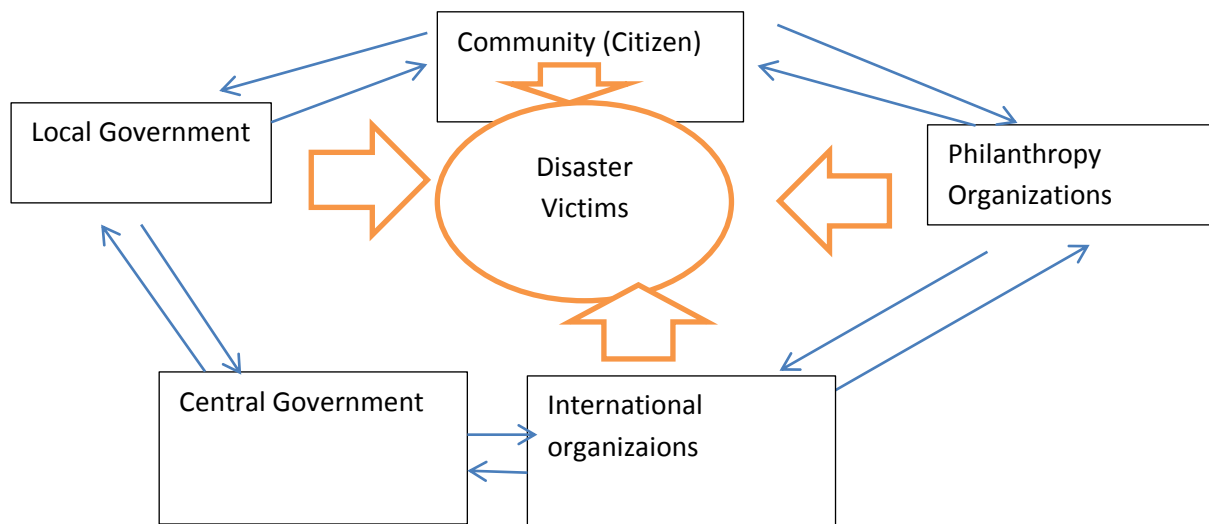 Community (Citizen)
Local Government
Disaster
Victims
Philanthropy
Organizations
Central Government
International
organizaions